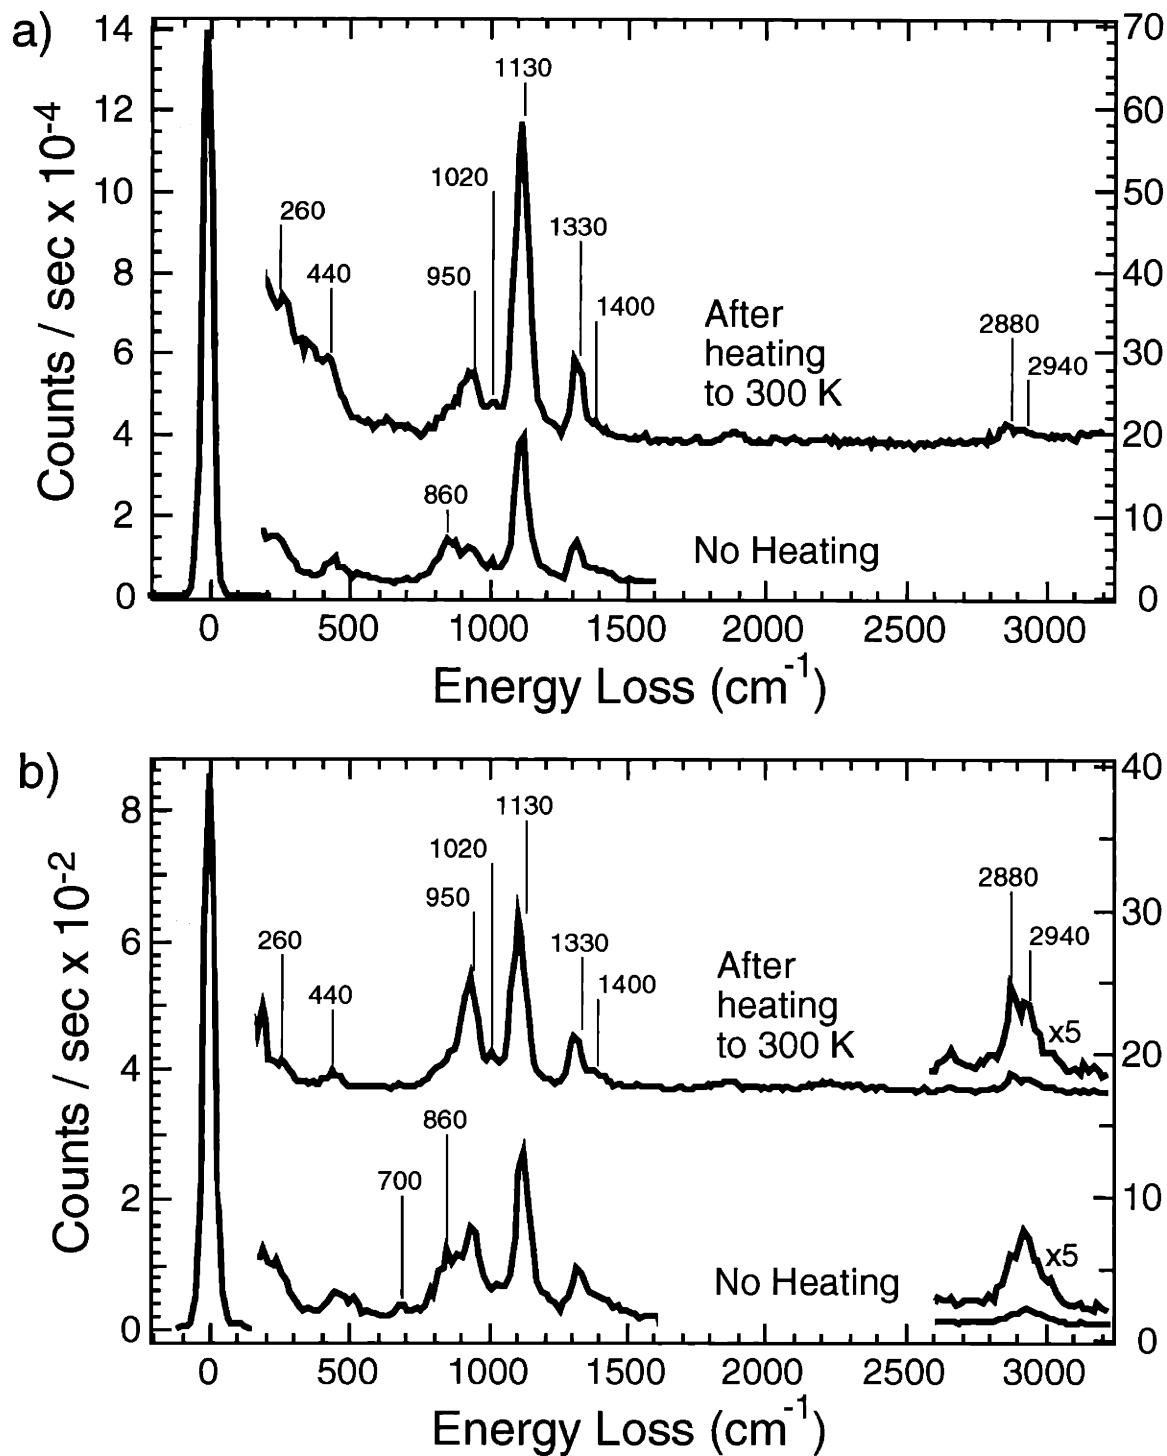 a)
14
12
10
8
6
4
2
0
Counts / sec x 10-4
70
60
50
40
30
20
10
0
1130
1020
260
1330
440
950
1400
2880
2940
After
heating
to 300 K
860
No Heating
0 500 1000 1500 2000 2500 3000
Energy Loss (cm-1)
b)
8
6
4
2
0
Counts / sec x 10-2
40
30
20
10
0
1130
1020
950
2880
260
1330
2940
440
1400
After
heating
to 300 K
x5
860
700
No Heating
x5
0 500 1000 1500 2000 2500 3000
Energy Loss (cm-1)